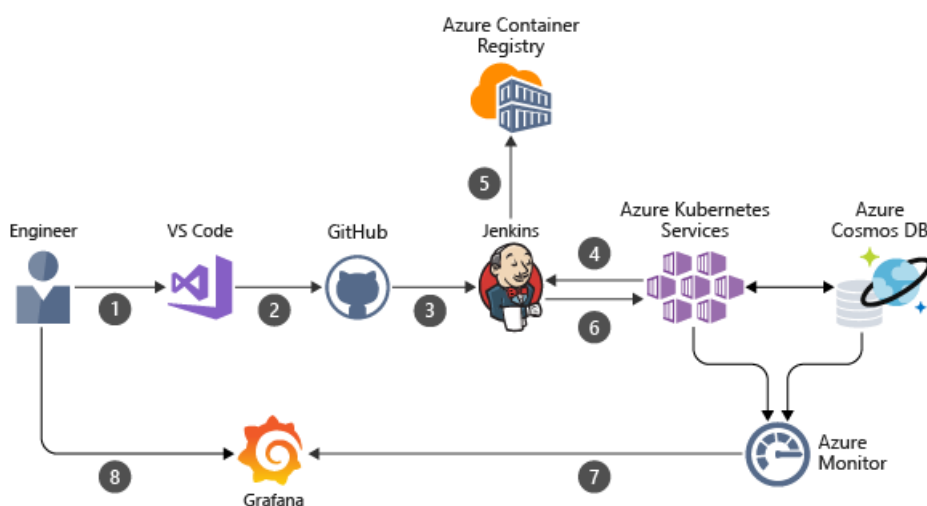 Azure Container
Registry
5
Engineer
VS Code
GitHub
Jenkins
Azure Kubernetes
Services
Azure
Cosmos DB
1
2
3
4
6
Azure
Monitor
8
7
Grafana